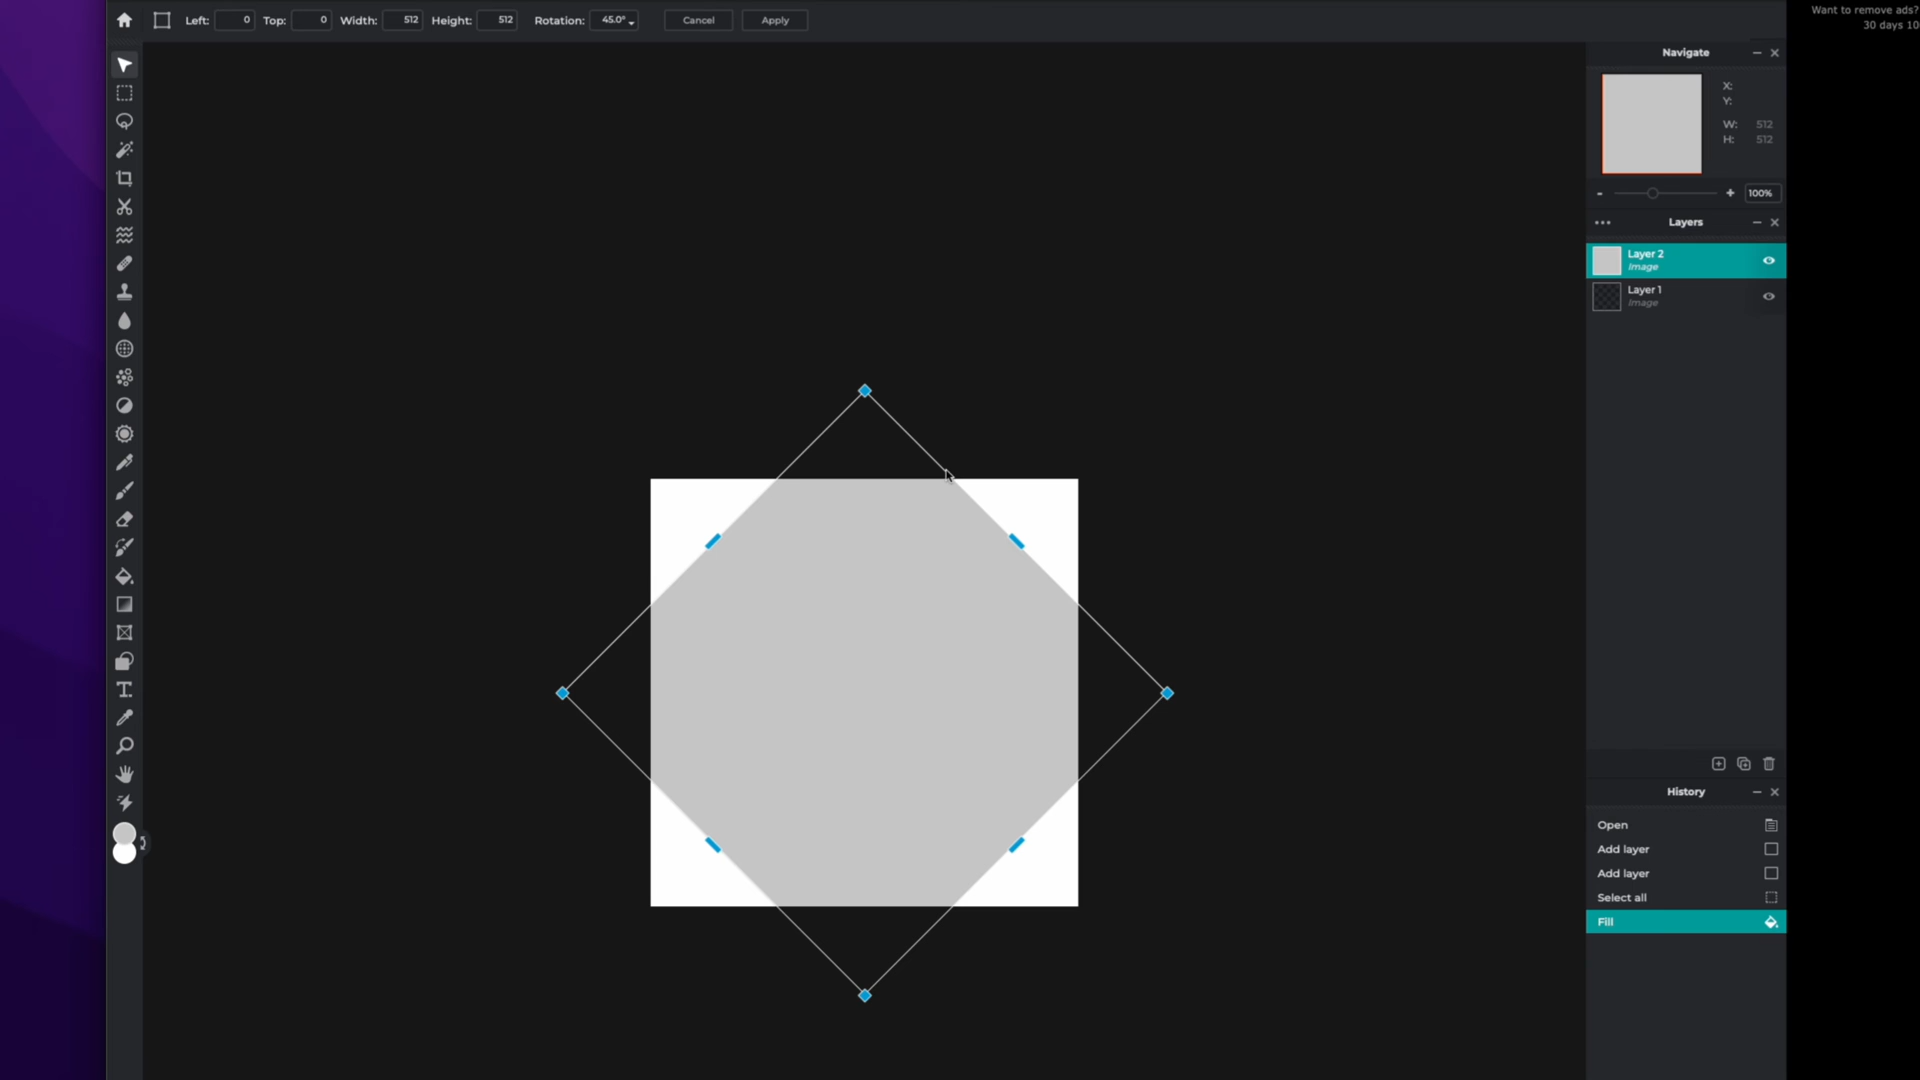 Want to remove ads?
30 days 10
Left: 0 Top: 0 Width: 512 Height: 512 Rotation: 45.0° Cancel Apply
Navigate
X:
Y:
W: 512
H: 512
- + 100%
Layers
Layer 2
Image
Layer 1
Image
History
Open
Add layer
Add layer
Select all
Fill